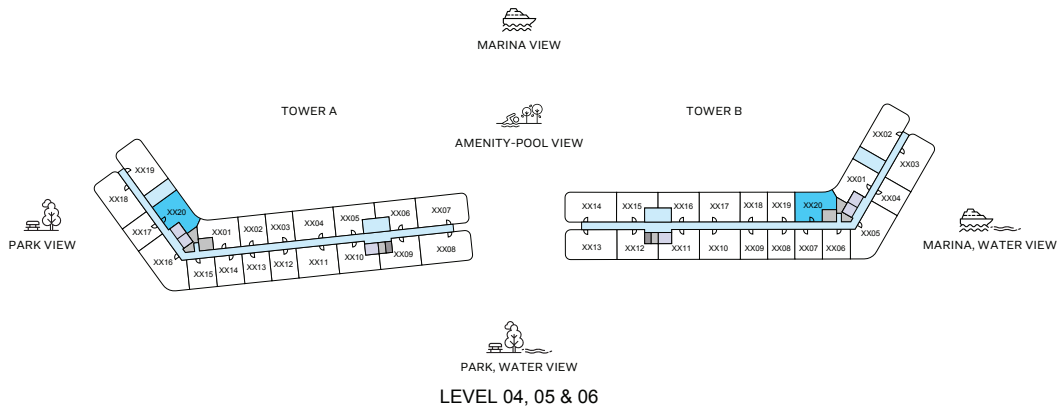 MARINA VIEW
TOWER A
TOWER B
AMENITY-POOL VIEW
PARK VIEW
MARINA, WATER VIEW
XX19
XX18
XX20
XX17
XX16
XX01
XX02
XX03
XX04
XX05
XX06
XX07
XX15
XX14
XX13
XX12
XX11
XX10
XX09
XX08
XX02
XX03
XX01
XX04
XX05
XX14
XX15
XX16
XX17
XX18
XX19
XX20
XX13
XX12
XX11
XX10
XX09
XX08
XX07
XX06
PARK, WATER VIEW
LEVEL 04, 05 & 06